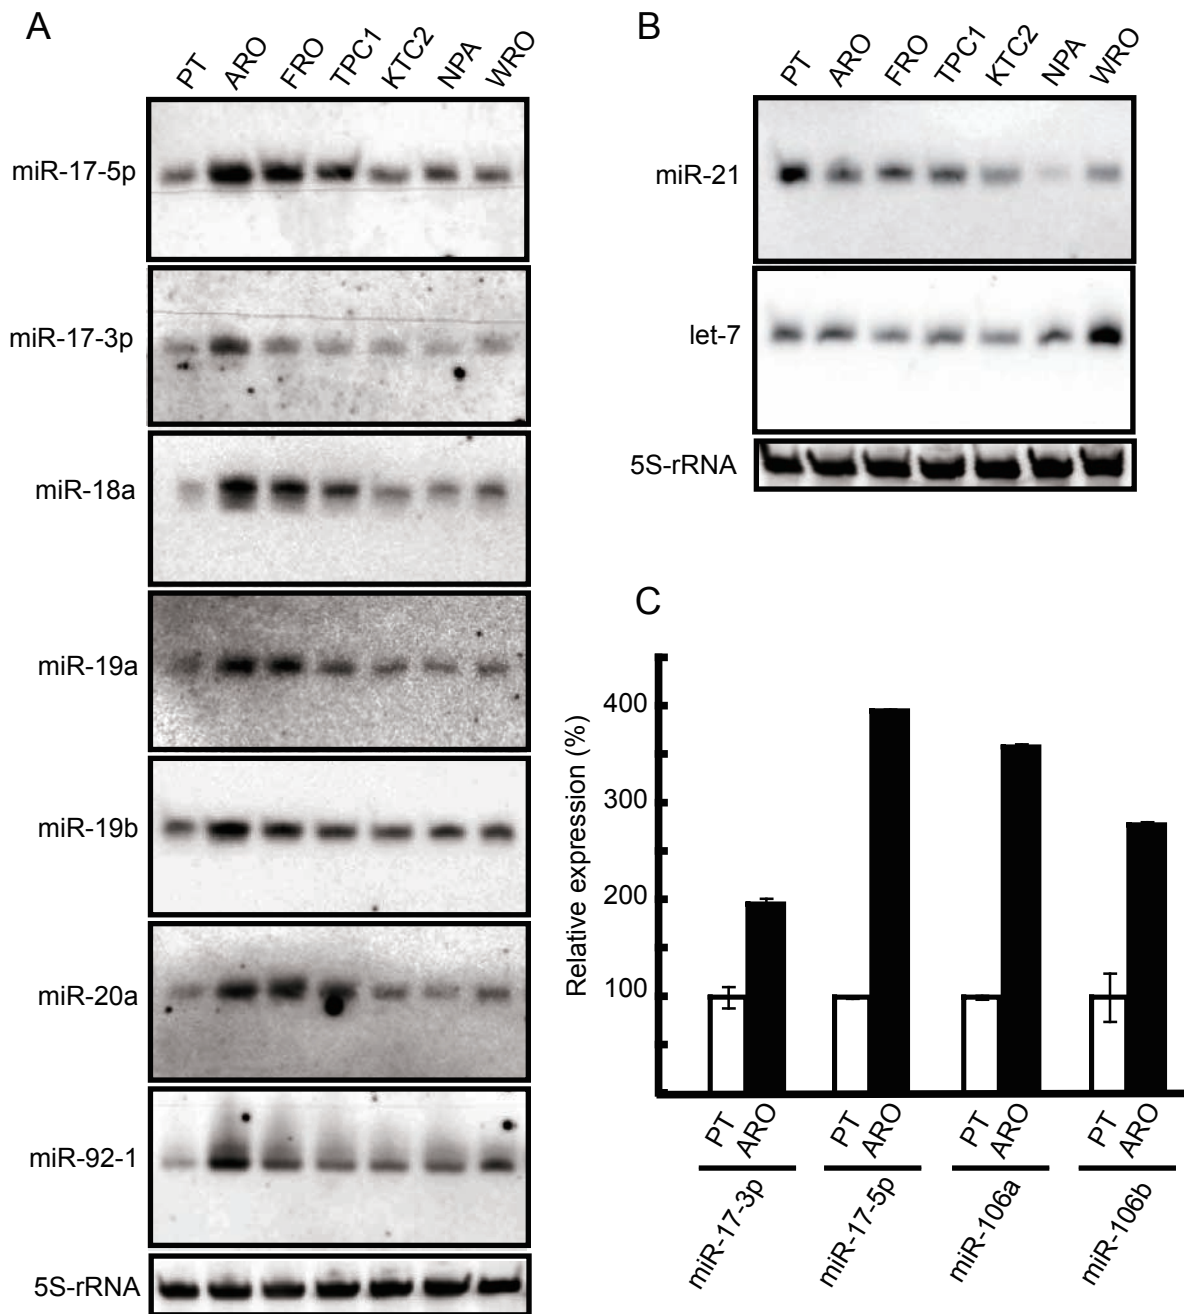 A
PT ARO FRO TPC1 KTC2 NPA WRO
miR-17-5p
miR-17-3p
miR-18a
miR-19a
miR-19b
miR-20a
miR-92-1
5S-rRNA
B
PT ARO FRO TPC1 KTC2 NPA WRO
miR-21
let-7
5S-rRNA
C
Relative expression (%)
400
300
200
100
PT ARO PT ARO PT ARO PT ARO
miR-17-3p miR-17-5p miR-106a miR-106b